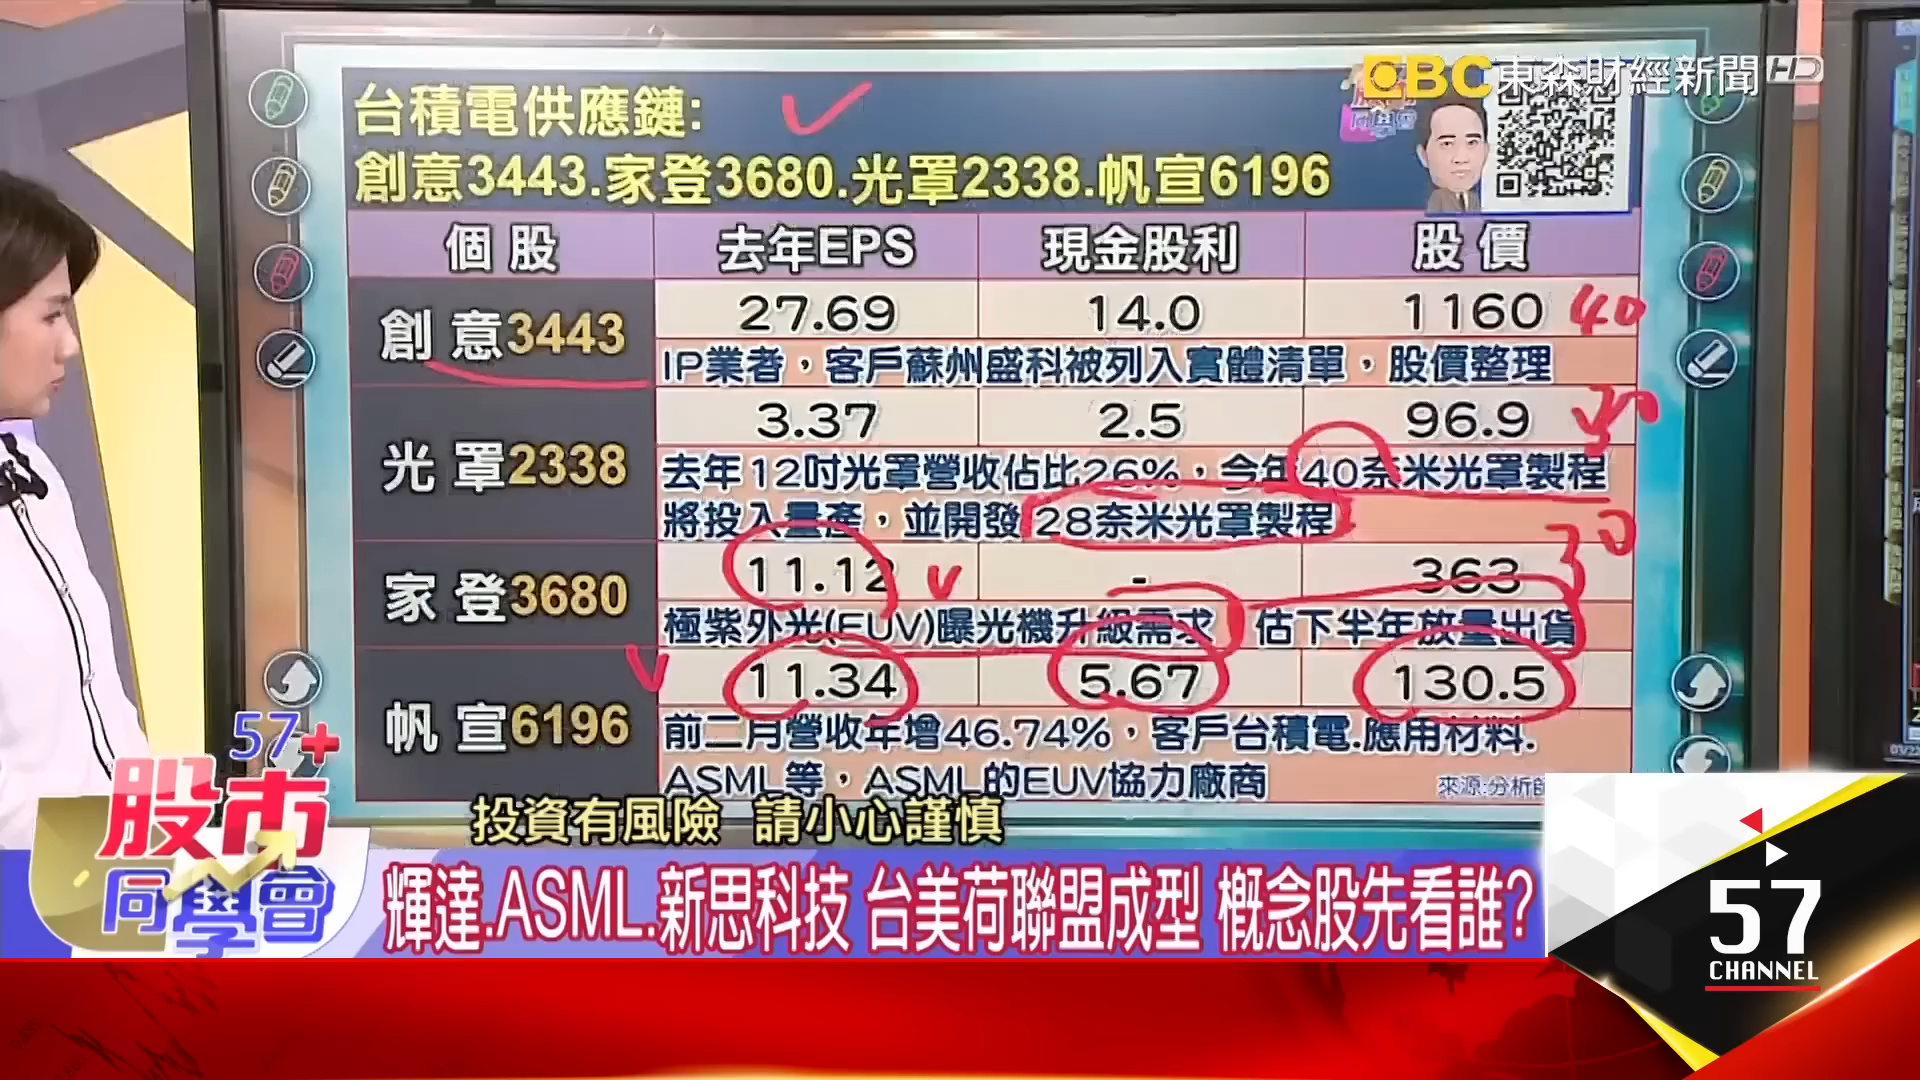 EBC東森財經新聞HD
台積電供應鏈:
創意3443.家登3680.光罩2338.帆宣6196
個股 去年EPS 現金股利 股價
創意3443 27.69 14.0 1160 40
IP業者，客戶蘇州盛科被列入實體清單，股價整理
光罩2338 3.37 2.5 96.9 30
去年12吋光罩營收佔比26%，今年40奈米光罩製程
將投入量產，並開發28奈米光罩製程
家登3680 11.12 - 363 30
極紫外光(EUV)曝光機升級需求 估下半年放量出貨
帆宣6196 11.34 5.67 130.5
前二月營收年增46.74%，客戶台積電.應用材料.
ASML等，ASML的EUV協力廠商
來源:分析師
57+
股市
同學會
投資有風險 請小心謹慎
輝達.ASML.新思科技 台美荷聯盟成型 概念股先看誰?
57
CHANNEL